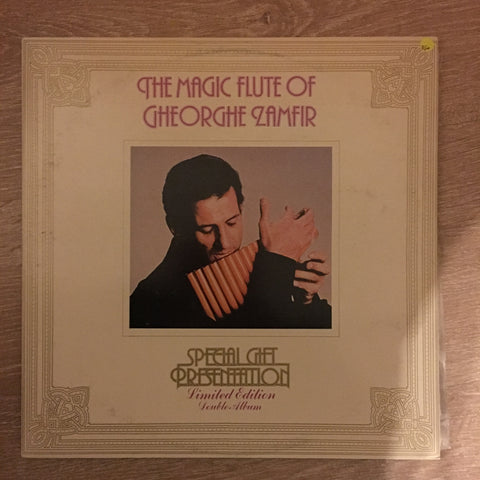 THE MAGIC FLUTE OF
GHEORGHE ZAMFIR
SPECIAL GIFT
PRESENTATION
Limited Edition
Double-Album